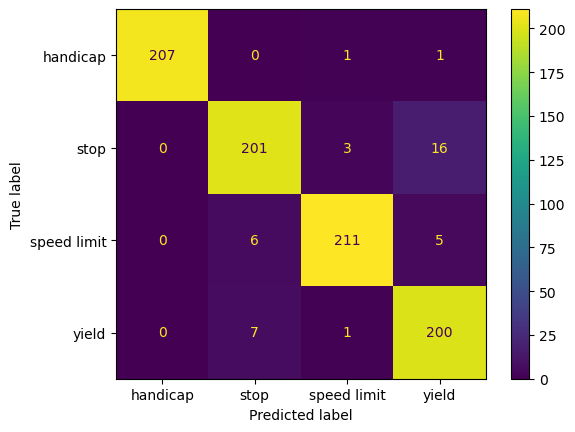 handicap 207 0 1 1
stop 0 201 3 16
speed limit 0 6 211 5
yield 0 7 1 200
handicap stop speed limit yield
Predicted label
True label
200
175
150
125
100
75
50
25
0